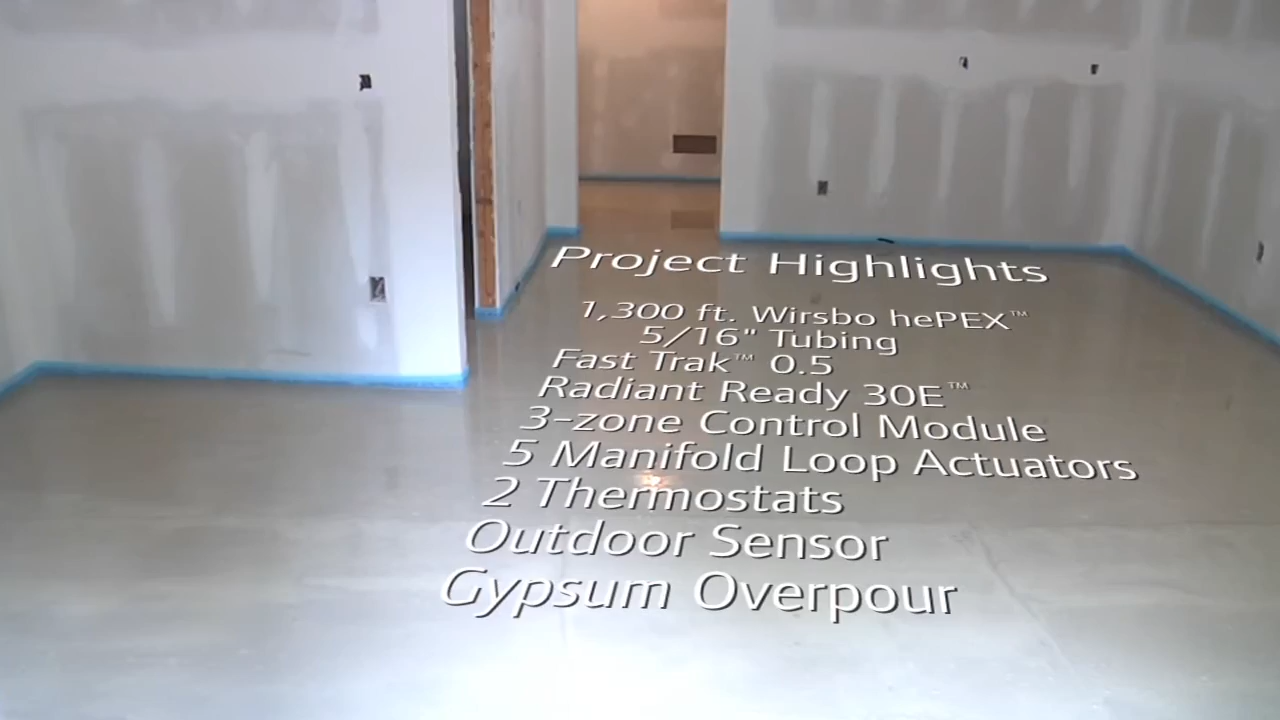 Project Highlights
1,300 ft. Wirsbo hePEX™
5/16" Tubing
Fast Trak™ 0.5
Radiant Ready 30E™
3-zone Control Module
5 Manifold Loop Actuators
2 Thermostats
Outdoor Sensor
Gypsum Overpour